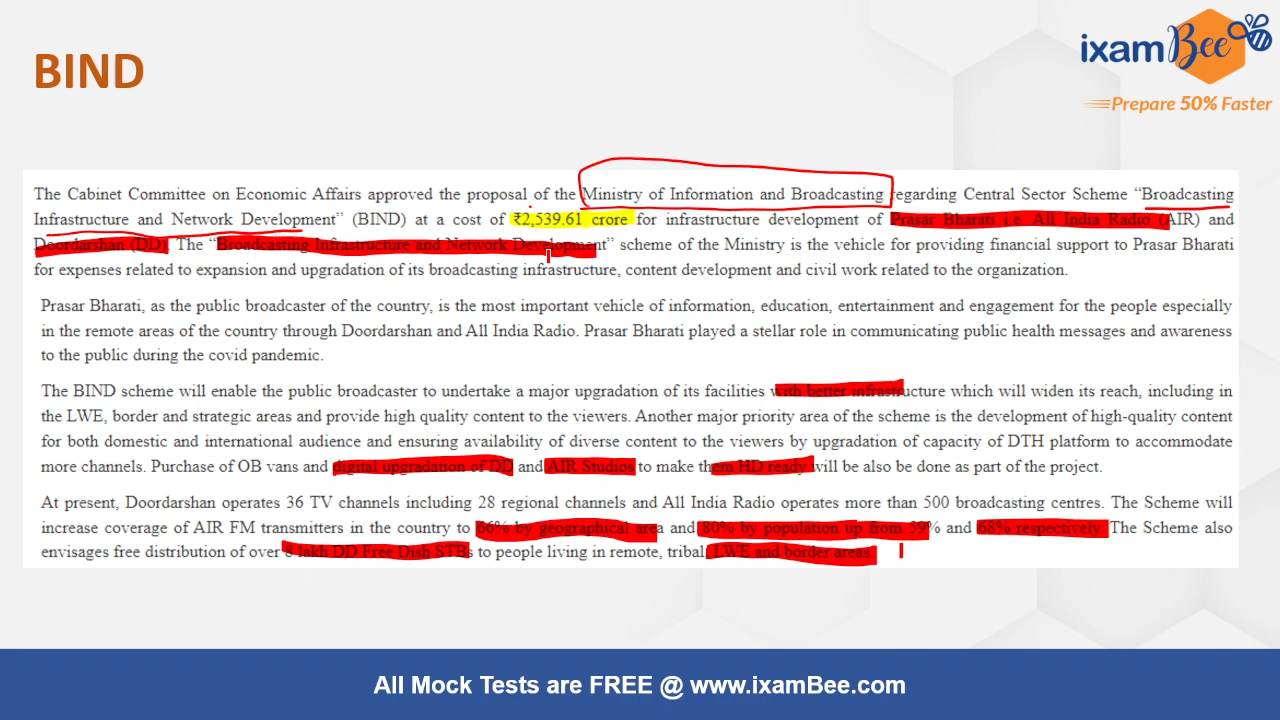 BIND
ixamBee
Prepare 50% Faster
The Cabinet Committee on Economic Affairs approved the proposal of the Ministry of Information and Broadcasting regarding Central Sector Scheme “Broadcasting
Infrastructure and Network Development” (BIND) at a cost of ₹2,539.61 crore for infrastructure development of Prasar Bharati i.e. All India Radio (AIR) and
Doordarshan (DD). The “Broadcasting Infrastructure and Network Development” scheme of the Ministry is the vehicle for providing financial support to Prasar Bharati
for expenses related to expansion and upgradation of its broadcasting infrastructure, content development and civil work related to the organization.
Prasar Bharati, as the public broadcaster of the country, is the most important vehicle of information, education, entertainment and engagement for the people especially
in the remote areas of the country through Doordarshan and All India Radio. Prasar Bharati played a stellar role in communicating public health messages and awareness
to the public during the covid pandemic.
The BIND scheme will enable the public broadcaster to undertake a major upgradation of its facilities with better infrastructure which will widen its reach, including in
the LWE, border and strategic areas and provide high quality content to the viewers. Another major priority area of the scheme is the development of high-quality content
for both domestic and international audience and ensuring availability of diverse content to the viewers by upgradation of capacity of DTH platform to accommodate
more channels. Purchase of OB vans and digital upgradation of DD and AIR Studios to make them HD ready will be also be done as part of the project.
At present, Doordarshan operates 36 TV channels including 28 regional channels and All India Radio operates more than 500 broadcasting centres. The Scheme will
increase coverage of AIR FM transmitters in the country to 66% by geographical area and 80% by population up from 59% and 68% respectively. The Scheme also
envisages free distribution of over 8 lakh DD Free Dish STBs to people living in remote, tribal, LWE and border areas.
All Mock Tests are FREE @ www.ixamBee.com